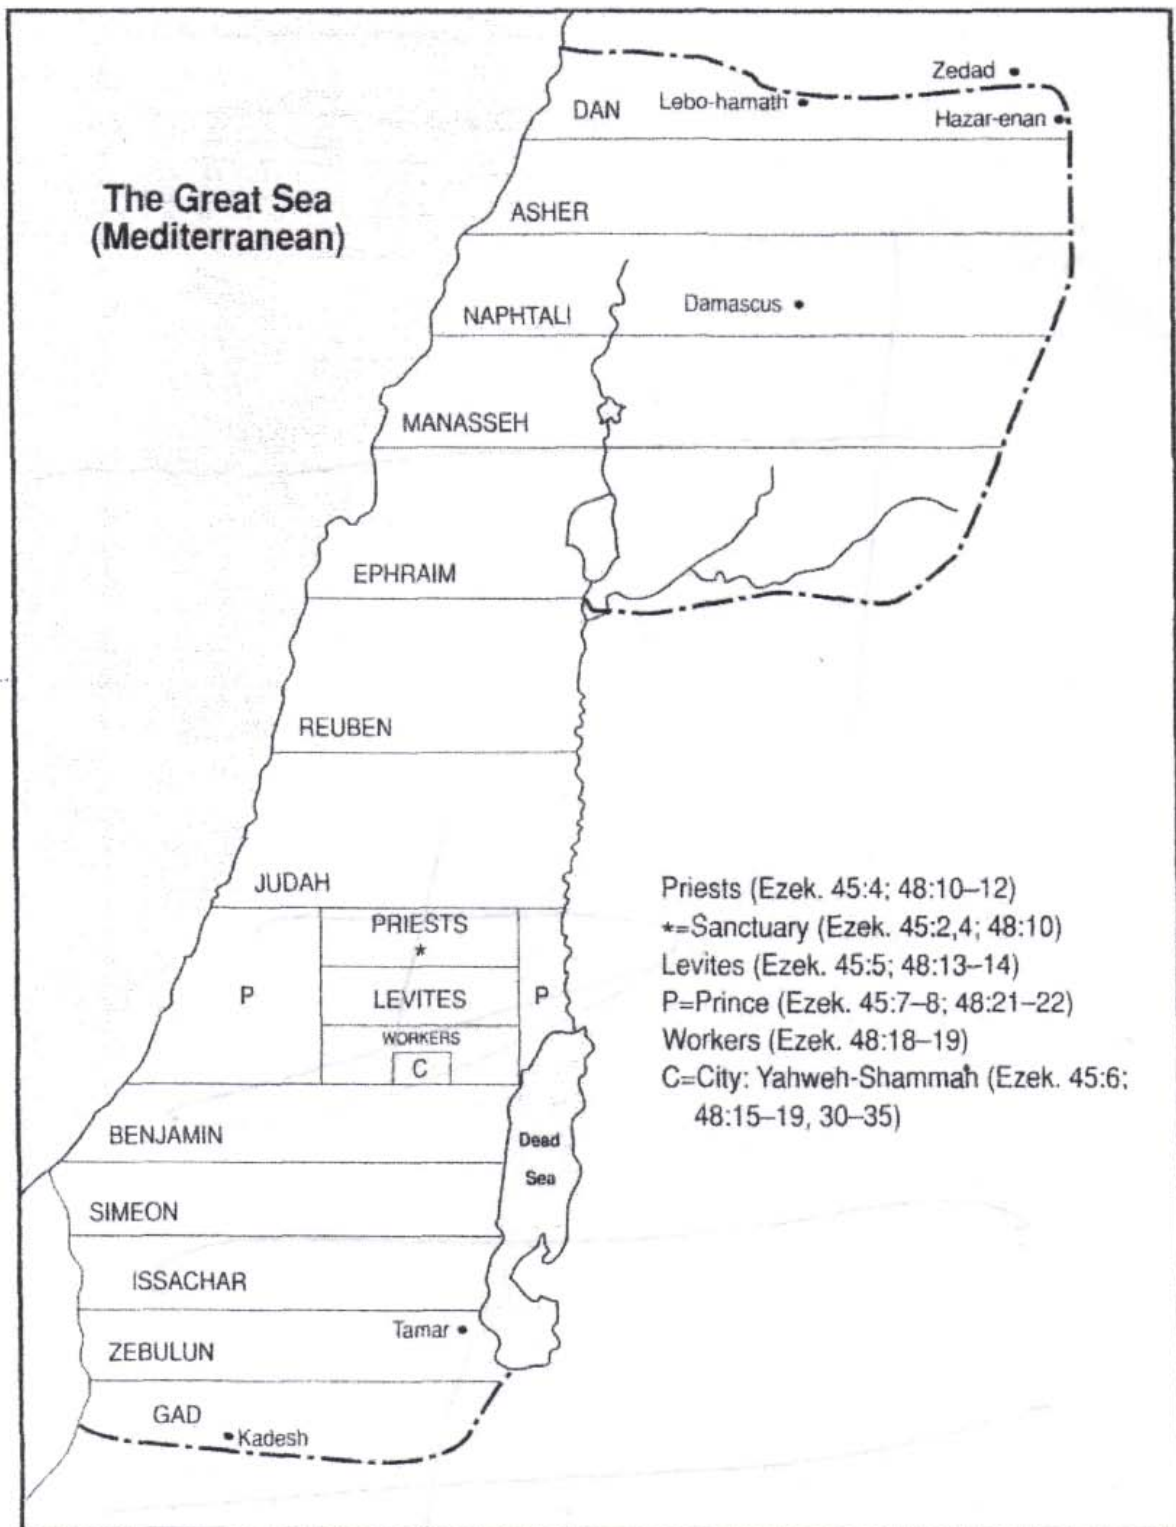 Zedad
Lebo-hamath
DAN
Hazar-enan
The Great Sea
(Mediterranean)
ASHER
NAPHTALI
Damascus
MANASSEH
EPHRAIM
REUBEN
JUDAH
PRIESTS
*
P
LEVITES
P
WORKERS
C
Priests (Ezek. 45:4; 48:10–12)
*=Sanctuary (Ezek. 45:2,4; 48:10)
Levites (Ezek. 45:5; 48:13–14)
P=Prince (Ezek. 45:7–8; 48:21–22)
Workers (Ezek. 48:18–19)
C=City: Yahweh-Shammah (Ezek. 45:6;
48:15–19, 30–35)
BENJAMIN
Dead
Sea
SIMEON
ISSACHAR
Tamar
ZEBULUN
GAD
Kadesh